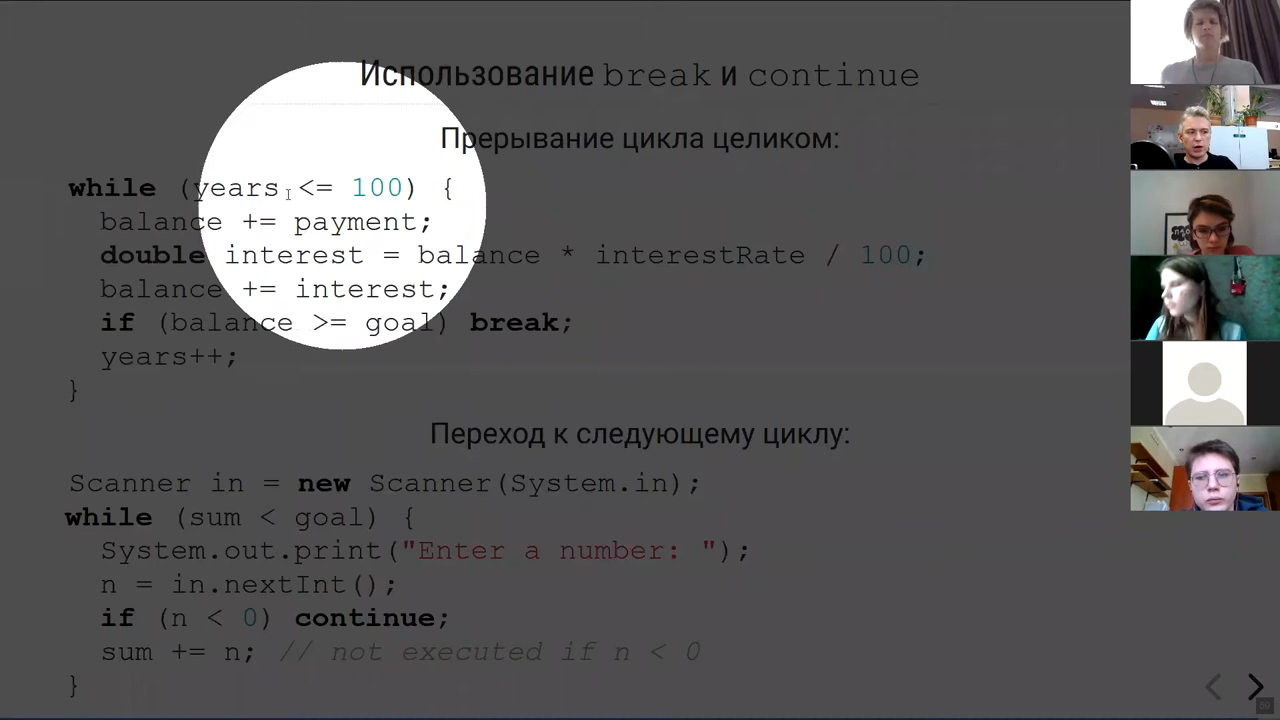 Использование break и continue
Прерывание цикла целиком:
while (years <= 100) {
balance += payment;
double interest = balance * interestRate / 100;
balance += interest;
if (balance >= goal) break;
years++;
}
Переход к следующему циклу:
Scanner in = new Scanner(System.in);
while (sum < goal) {
System.out.print("Enter a number: ");
n = in.nextInt();
if (n < 0) continue;
sum += n; // not executed if n < 0
}